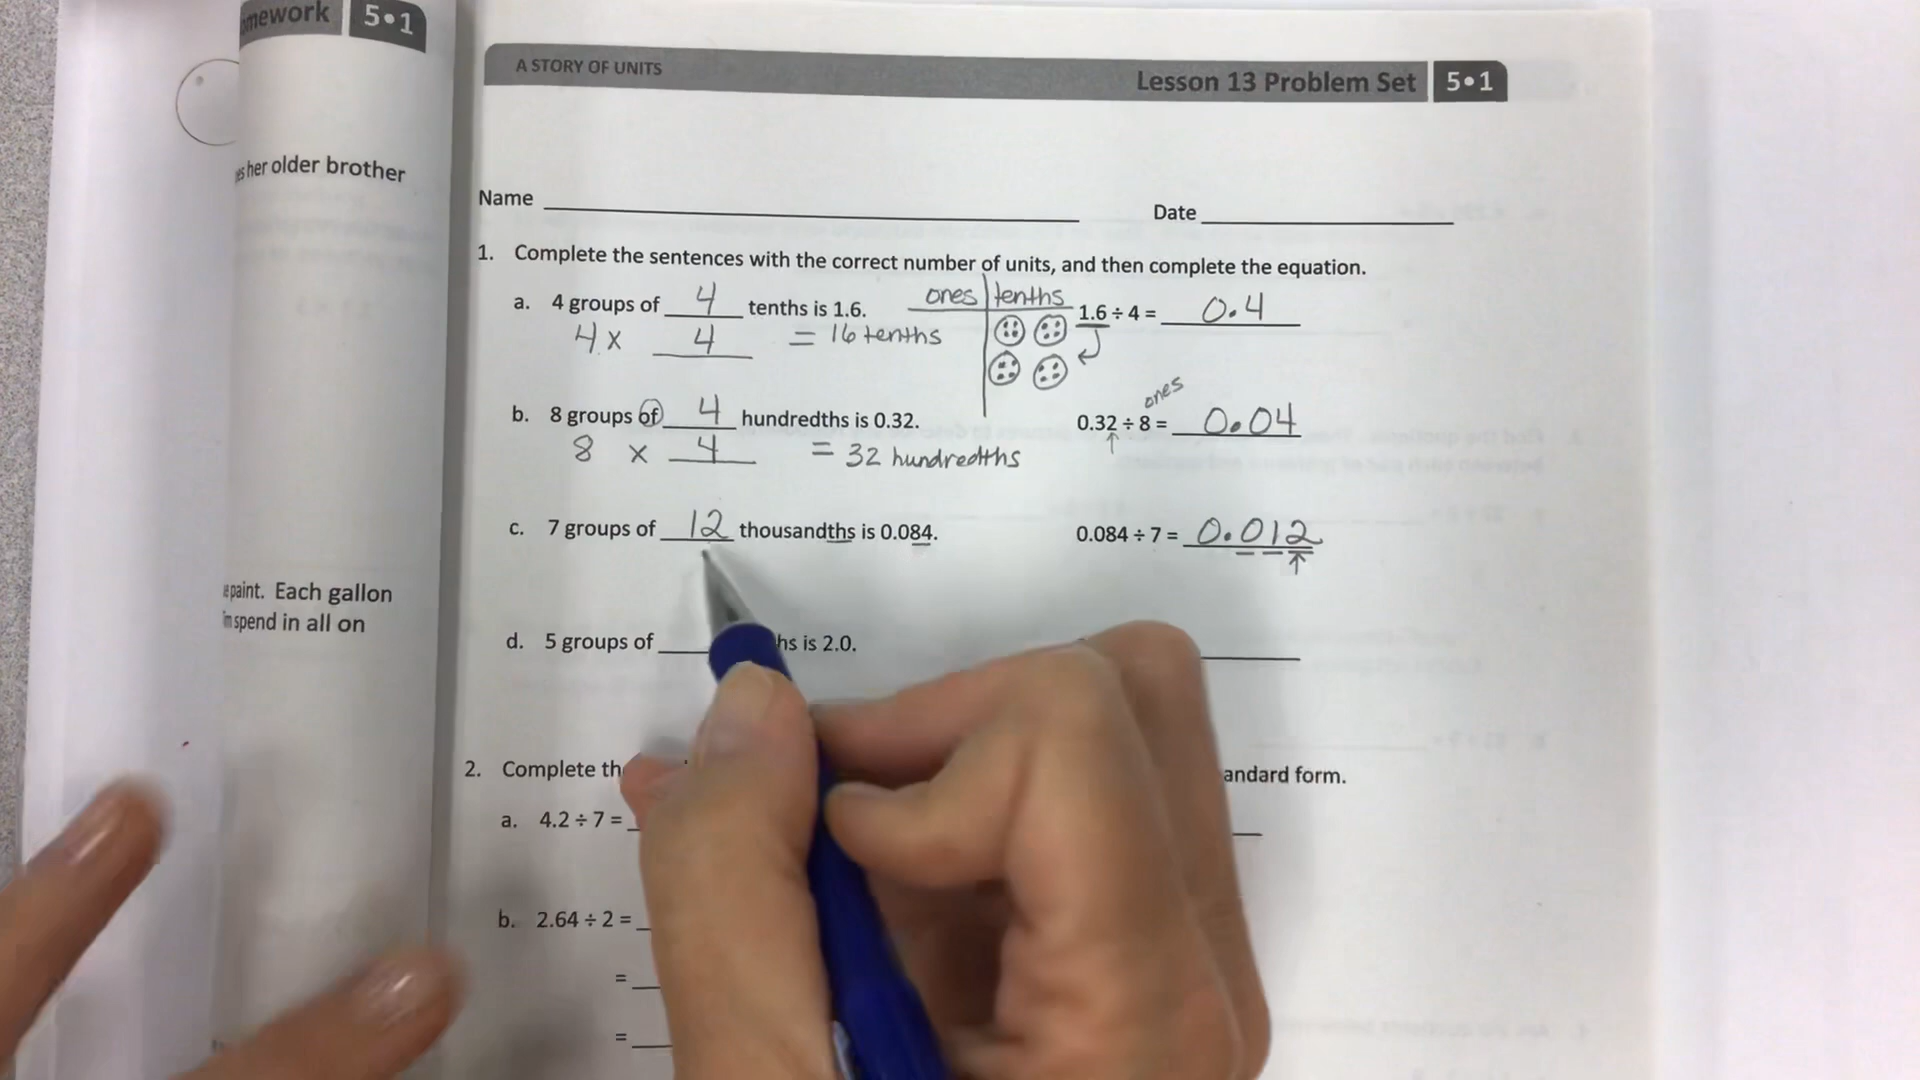 5•1
her older brother
paint. Each gallon
spend in all on
A STORY OF UNITS
Lesson 13 Problem Set 5•1
Name Date
1. Complete the sentences with the correct number of units, and then complete the equation.
ones tenths
a. 4 groups of 4 tenths is 1.6. 1.6 ÷ 4 = 0.4
4 x 4 = 16 tenths
ones
b. 8 groups of 4 hundredths is 0.32. 0.32 ÷ 8 = 0.04
8 x 4 = 32 hundredths
c. 7 groups of 12 thousandths is 0.084. 0.084 ÷ 7 = 0.012
d. 5 groups of is 2.0.
2. Complete form.
a. 4.2 ÷ 7 =
b. 2.64 ÷ 2 =
=
=